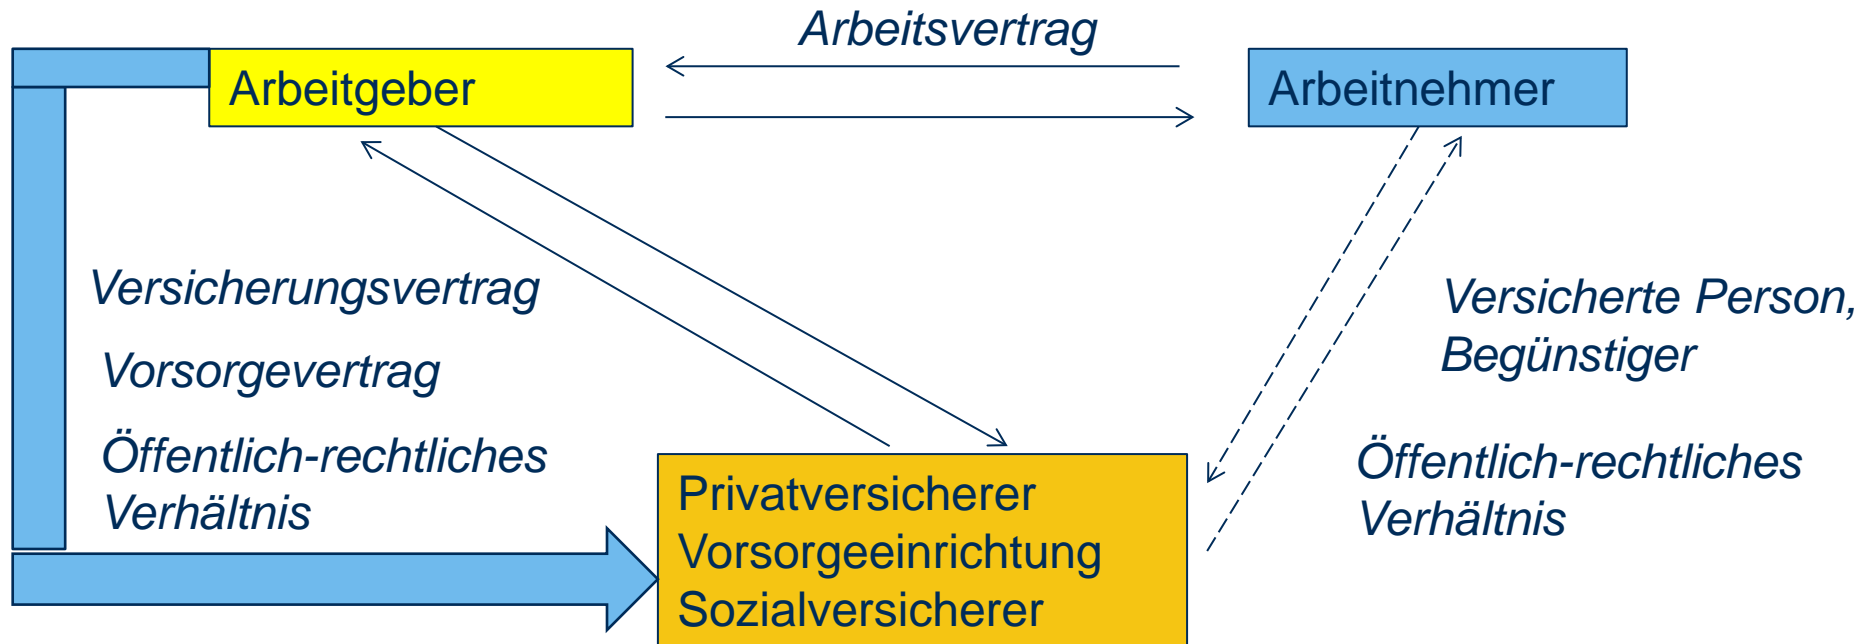 Arbeitsvertrag
Arbeitgeber
Arbeitnehmer
Versicherungsvertrag
Vorsorgevertrag
Öffentlich-rechtliches
Verhältnis
Versicherte Person,
Begünstiger
Öffentlich-rechtliches
Verhältnis
Privatversicherer
Vorsorgeeinrichtung
Sozialversicherer